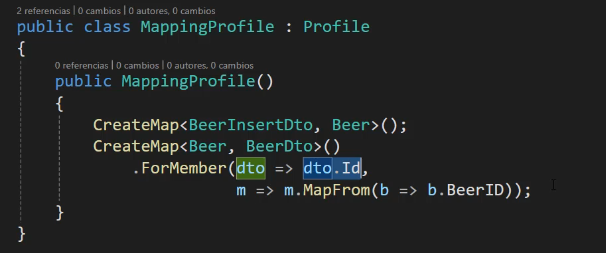 2 referencias | 0 cambios | 0 autores, 0 cambios
public class MappingProfile : Profile
{
0 referencias | 0 cambios | 0 autores, 0 cambios
public MappingProfile()
{
CreateMap<BeerInsertDto, Beer>();
CreateMap<Beer, BeerDto>()
.ForMember(dto => dto.Id,
m => m.MapFrom(b => b.BeerID));
}
}